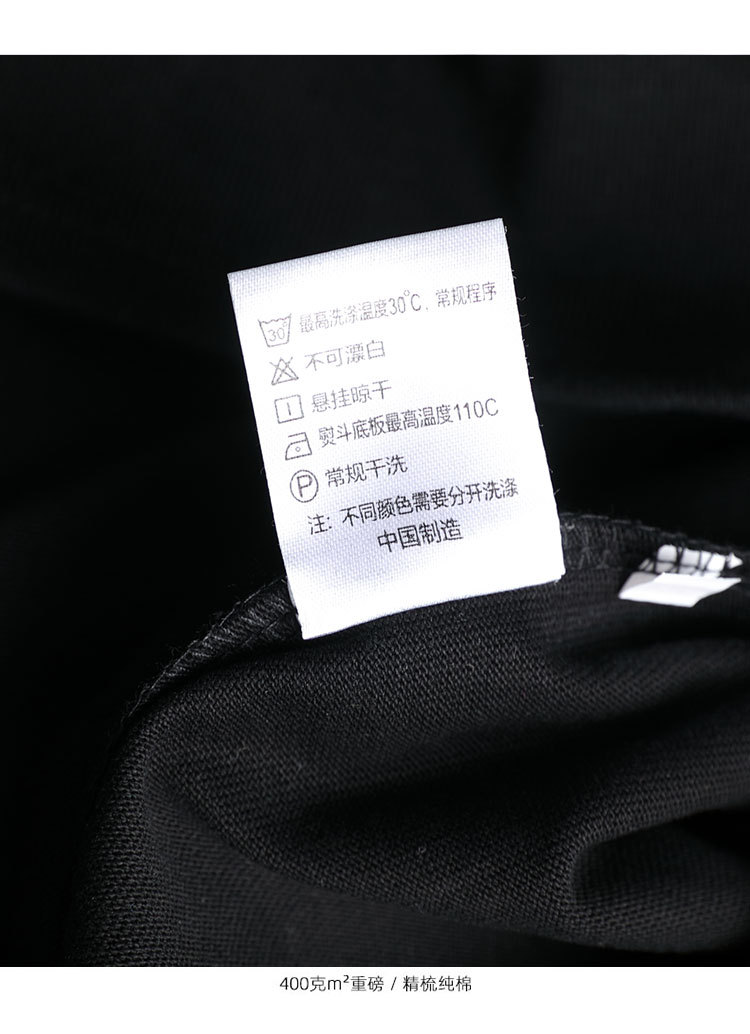 30 最高洗涤温度30°C，常规程序
不可漂白
悬挂晾干
熨斗底板最高温度110C
P 常规干洗
注: 不同颜色需要分开洗涤
中国制造
400克m²重磅 / 精梳纯棉